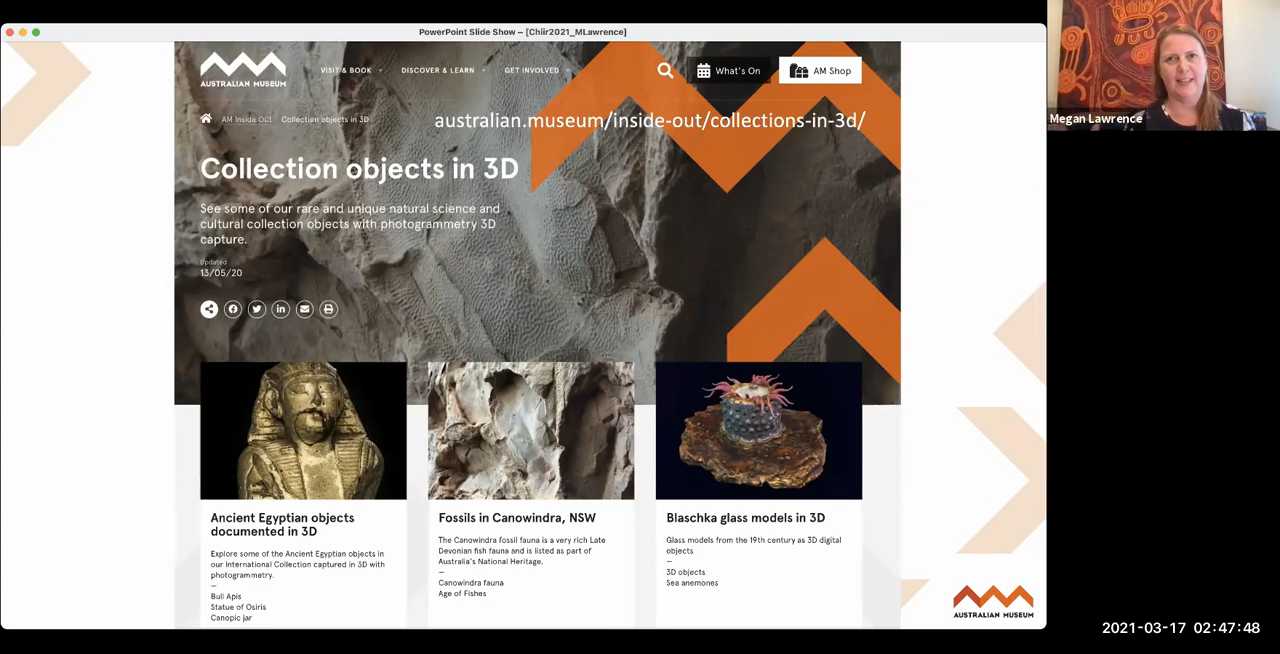 PowerPoint Slide Show – [Chiir2021_MLawrence]
AUSTRALIAN MUSEUM
VISIT & BOOK
DISCOVER & LEARN
GET INVOLVED
What's On
AM Shop
AM Inside Out
Collection objects in 3D
australian.museum/inside-out/collections-in-3d/
Collection objects in 3D
See some of our rare and unique natural science and
cultural collection objects with photogrammetry 3D
capture.
Updated
13/05/20
Ancient Egyptian objects
documented in 3D
Explore some of the Ancient Egyptian objects in
our International Collection captured in 3D with
photogrammetry.
—
Bull Apis
Statue of Osiris
Canopic jar
Fossils in Canowindra, NSW
The Canowindra fossil fauna is a very rich Late
Devonian fish fauna and is listed as part of
Australia's National Heritage.
—
Canowindra fauna
Age of Fishes
Blaschka glass models in 3D
Glass models from the 19th century as 3D digital
objects
—
3D objects
Sea anemones
AUSTRALIAN MUSEUM
Megan Lawrence
2021-03-17 02:47:48